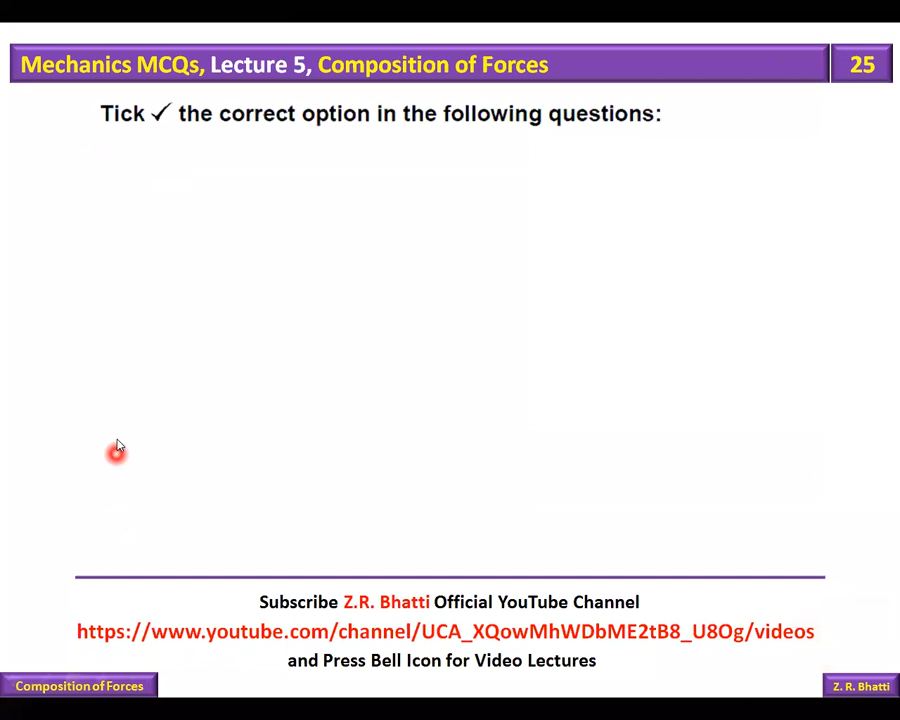 Mechanics MCQs, Lecture 5, Composition of Forces 25
Tick ✓ the correct option in the following questions:
Subscribe Z.R. Bhatti Official YouTube Channel
https://www.youtube.com/channel/UCA_XQowMhWDbME2tB8_U8Og/videos
and Press Bell Icon for Video Lectures
Composition of Forces Z. R. Bhatti